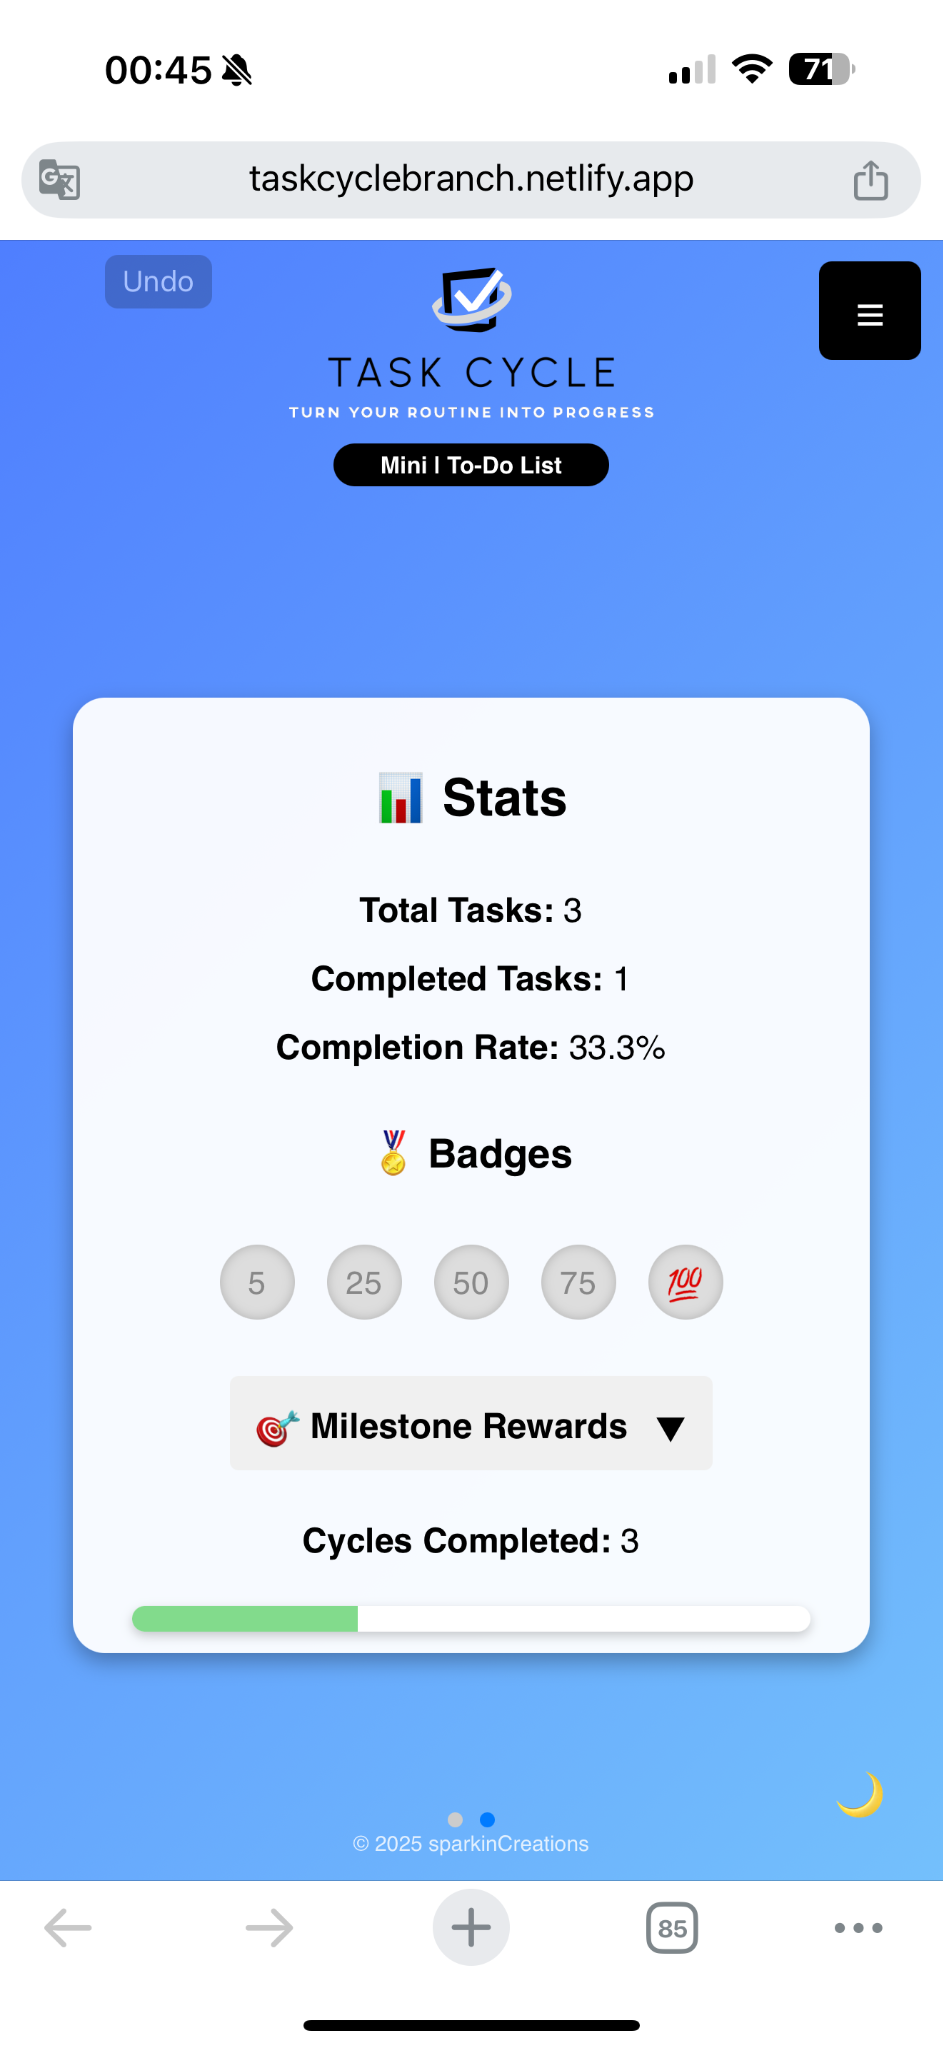 00:45
71
taskcyclebranch.netlify.app
Undo
TASK CYCLE
TURN YOUR ROUTINE INTO PROGRESS
Mini | To-Do List
📊 Stats
Total Tasks: 3
Completed Tasks: 1
Completion Rate: 33.3%
🏅 Badges
5 25 50 75 💯
🎯 Milestone Rewards ▼
Cycles Completed: 3
© 2025 sparkinCreations
85